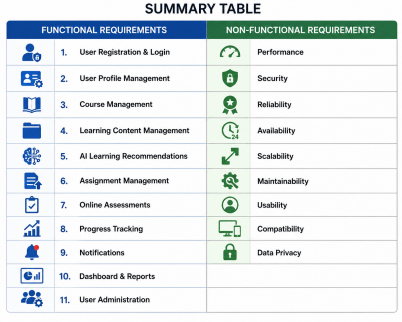 SUMMARY TABLE
FUNCTIONAL REQUIREMENTS NON-FUNCTIONAL REQUIREMENTS
1. User Registration & Login Performance
2. User Profile Management Security
3. Course Management Reliability
4. Learning Content Management 24 Availability
5. AI Learning Recommendations Scalability
6. Assignment Management Maintainability
7. Online Assessments Usability
8. Progress Tracking Compatibility
9. Notifications Data Privacy
10. Dashboard & Reports
11. User Administration